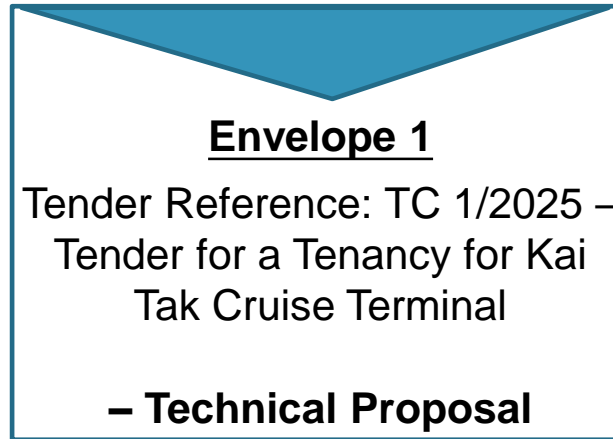 Envelope 1
Tender Reference: TC 1/2025 –
Tender for a Tenancy for Kai
Tak Cruise Terminal
– Technical Proposal